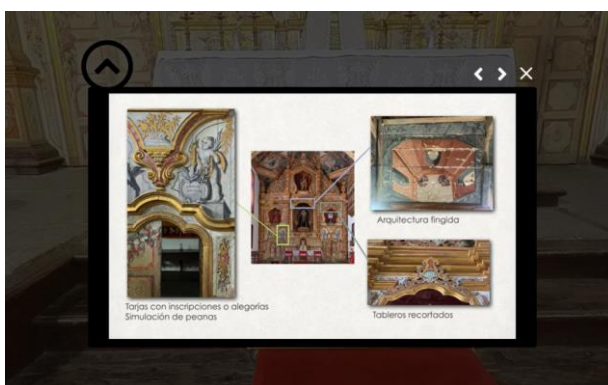 Tarjas con inscripciones o alegorías
Simulación de peanas
Arquitectura fingida
Tableros recortados